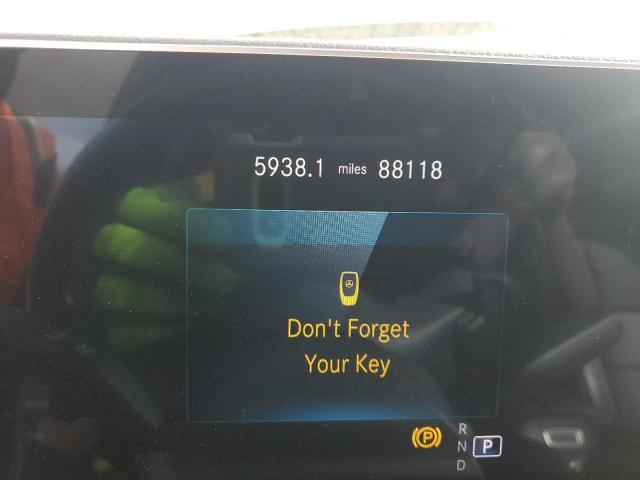 5938.1 miles 88118
Don't Forget
Your Key
P
R
N P
D